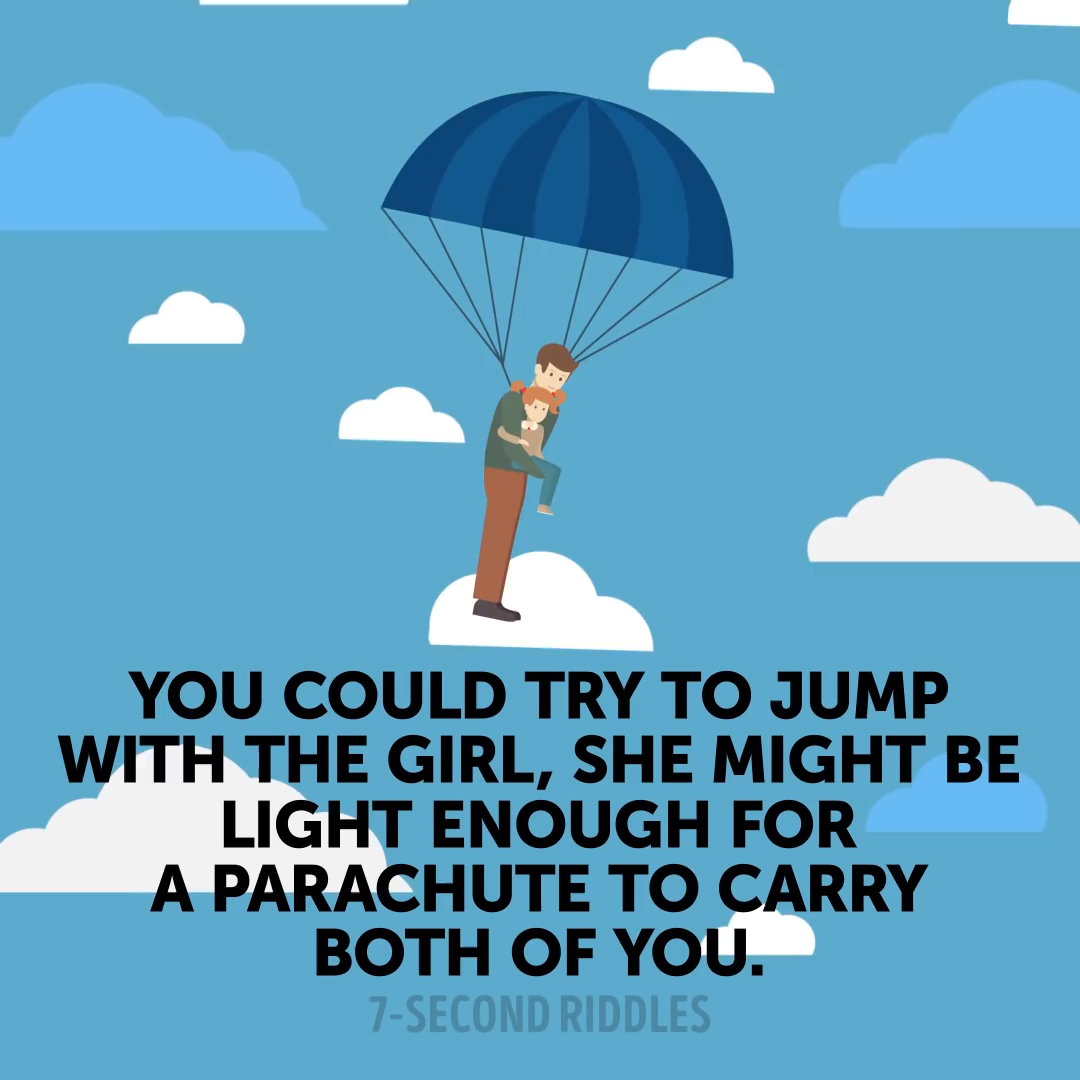 YOU COULD TRY TO JUMP
WITH THE GIRL, SHE MIGHT BE
LIGHT ENOUGH FOR
A PARACHUTE TO CARRY
BOTH OF YOU.
7-SECOND RIDDLES